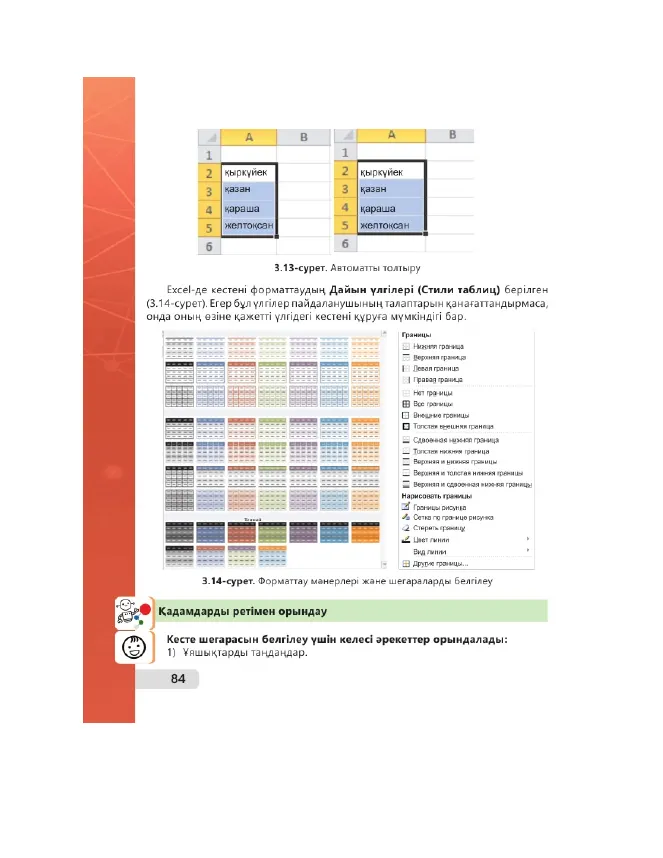 A B
1
2 қыркүйек
3 қазан
4 қараша
5 желтоқсан
6
A B
1
2 қыркүйек
3 қазан
4 қараша
5 желтоқсан
6
3.13-сурет. Автоматты толтыру
Excel-де кестені форматтаудың Дайын үлгілері (Стили таблиц) берілген
(3.14-сурет). Егер бұл үлгілер пайдаланушының талаптарын қанағаттандырмаса,
онда оның өзіне қажетті үлгідегі кестені құруға мүмкіндігі бар.
Границы
Нижняя граница
Верхняя граница
Левая граница
Правая граница
Нет границы
Все границы
Внешние границы
Толстая внешняя граница
Сдвоенная нижняя граница
Толстая нижняя граница
Верхняя и нижняя границы
Верхняя и толстая нижняя границы
Верхняя и сдвоенная нижняя границы
Нарисовать границы
Границы рисунка
Сетка по границе рисунка
Стереть границу
Цвет линии
Вид линии
Другие границы...
3.14-сурет. Форматтау мәнерлері және шегараларды белгілеу
Қадамдарды ретімен орындау
Кесте шегарасын белгілеу үшін келесі әрекеттер орындалады:
1) Ұяшықтарды таңдаңдар.
84